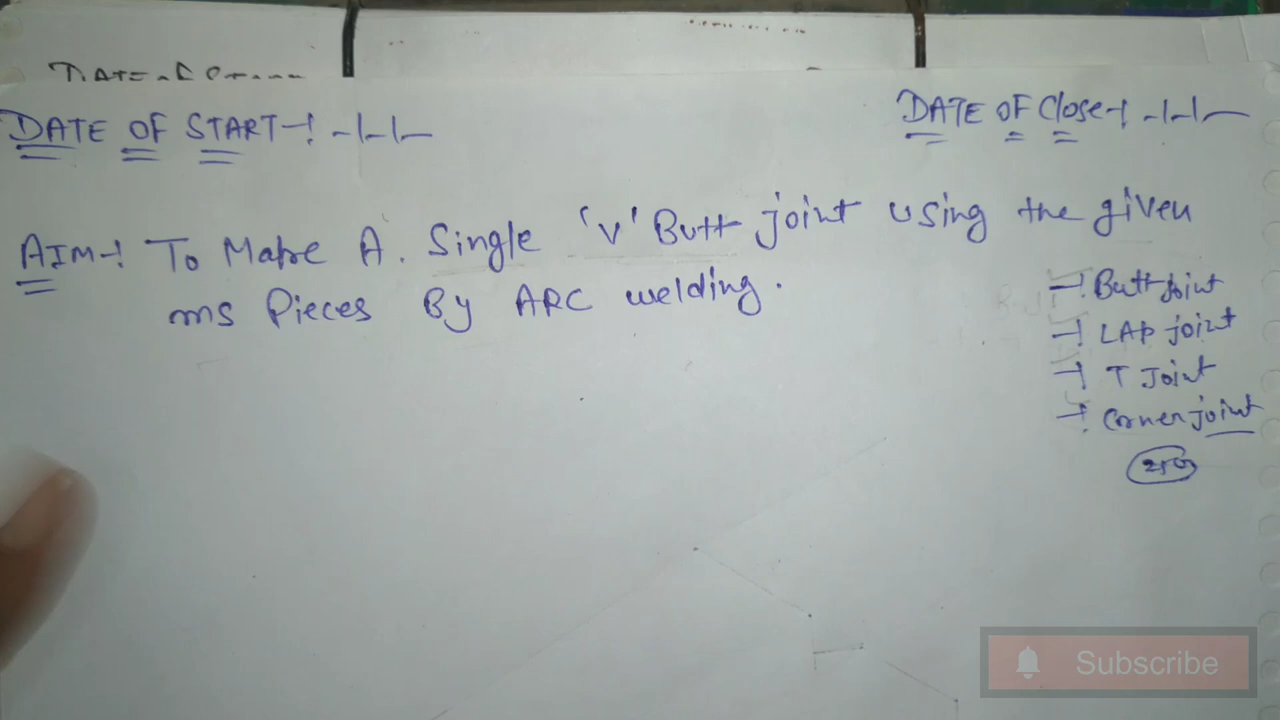 DATE OF START-! -/-/-
DATE OF Close-! -/-/-
AIM-! To Make A. Single 'V' Butt joint using the given
ms Pieces By ARC welding.
-! Butt joint
-! LAP joint
-! T Joint
-! Corner joint
Subscribe